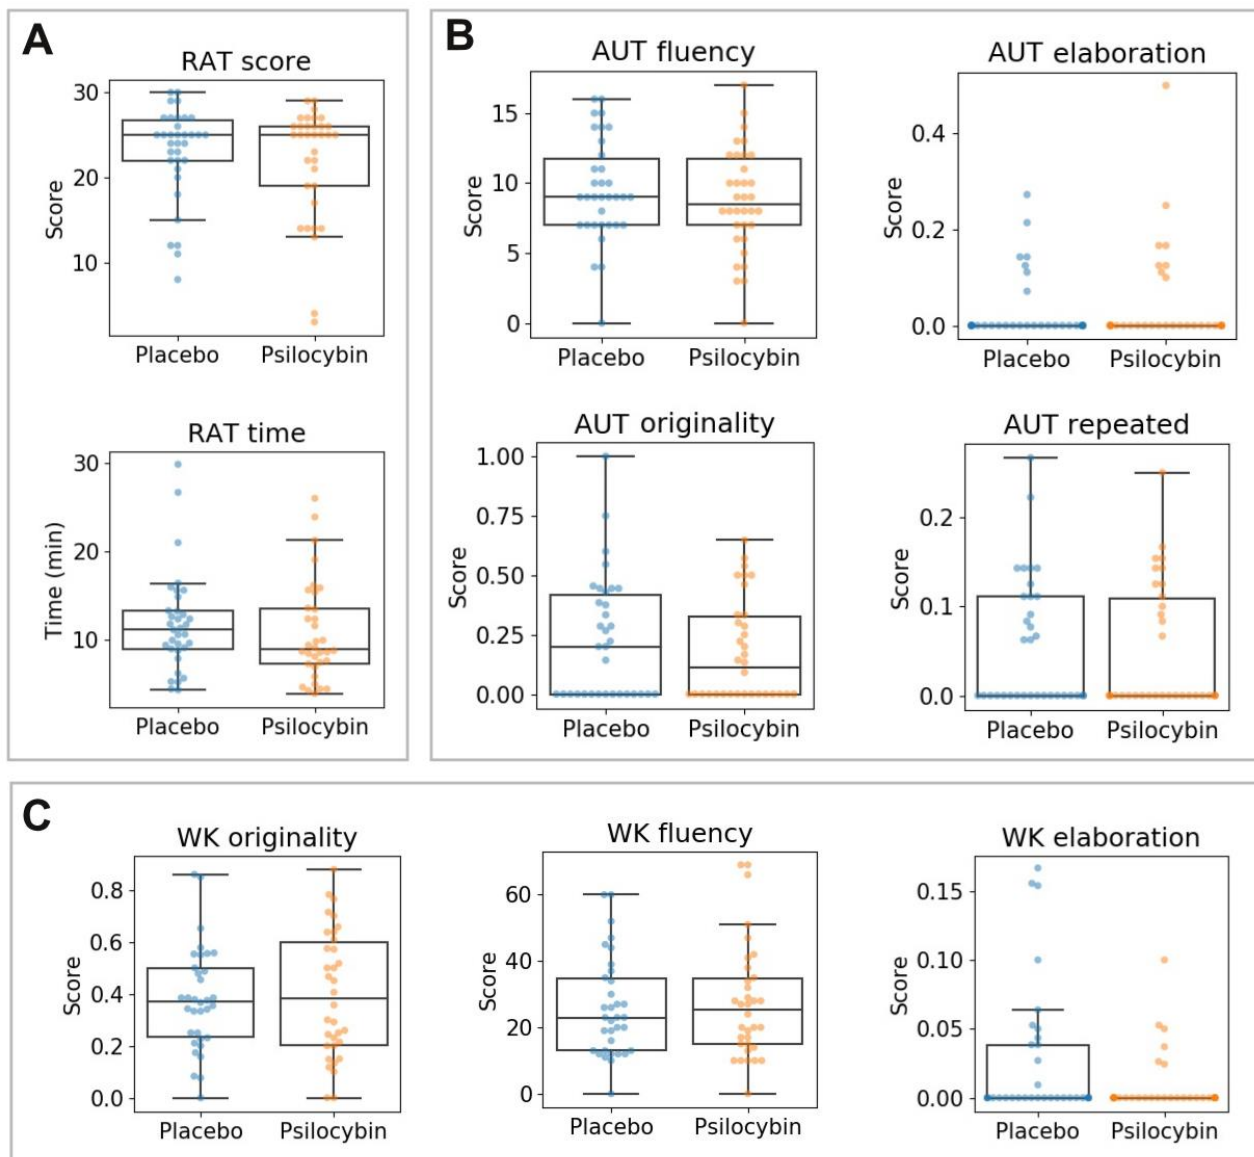 A
RAT score
Score
30
20
10
Placebo Psilocybin
RAT time
Time (min)
30
20
10
Placebo Psilocybin
B
AUT fluency
Score
15
10
5
0
Placebo Psilocybin
AUT elaboration
Score
0.4
0.2
0.0
Placebo Psilocybin
AUT originality
Score
1.00
0.75
0.50
0.25
0.00
Placebo Psilocybin
AUT repeated
Score
0.2
0.1
0.0
Placebo Psilocybin
C
WK originality
Score
0.8
0.6
0.4
0.2
0.0
Placebo Psilocybin
WK fluency
Score
60
40
20
0
Placebo Psilocybin
WK elaboration
Score
0.15
0.10
0.05
0.00
Placebo Psilocybin